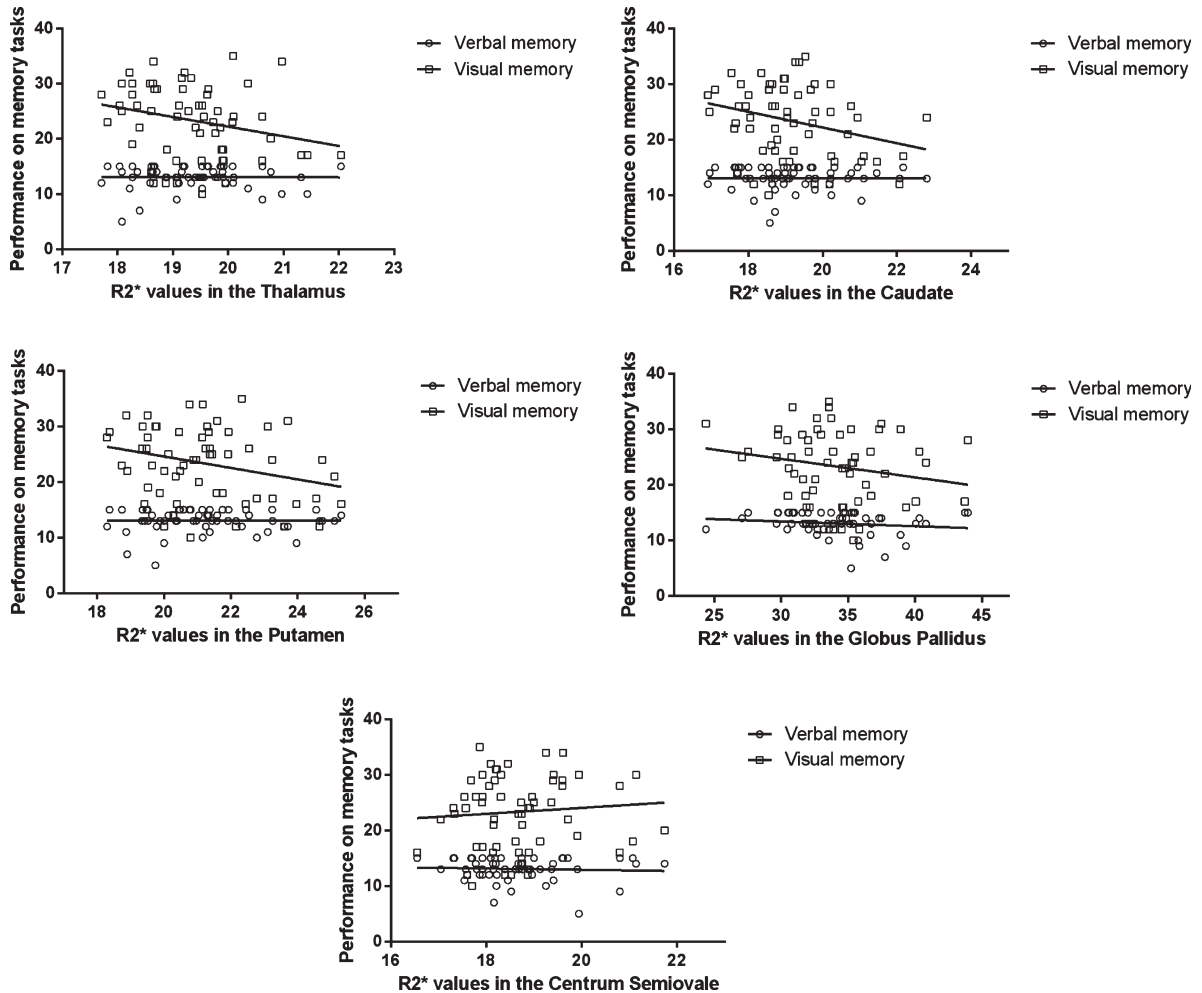 Performance on memory tasks
40
30
20
10
0
17 18 19 20 21 22 23
R2* values in the Thalamus
Verbal memory
Visual memory
Performance on memory tasks
40
30
20
10
0
16 18 20 22 24
R2* values in the Caudate
Verbal memory
Visual memory
Performance on memory tasks
40
30
20
10
0
18 20 22 24 26
R2* values in the Putamen
Verbal memory
Visual memory
Performance on memory tasks
40
30
20
10
0
25 30 35 40 45
R2* values in the Globus Pallidus
Verbal memory
Visual memory
Performance on memory tasks
40
30
20
10
0
16 18 20 22
R2* values in the Centrum Semiovale
Verbal memory
Visual memory